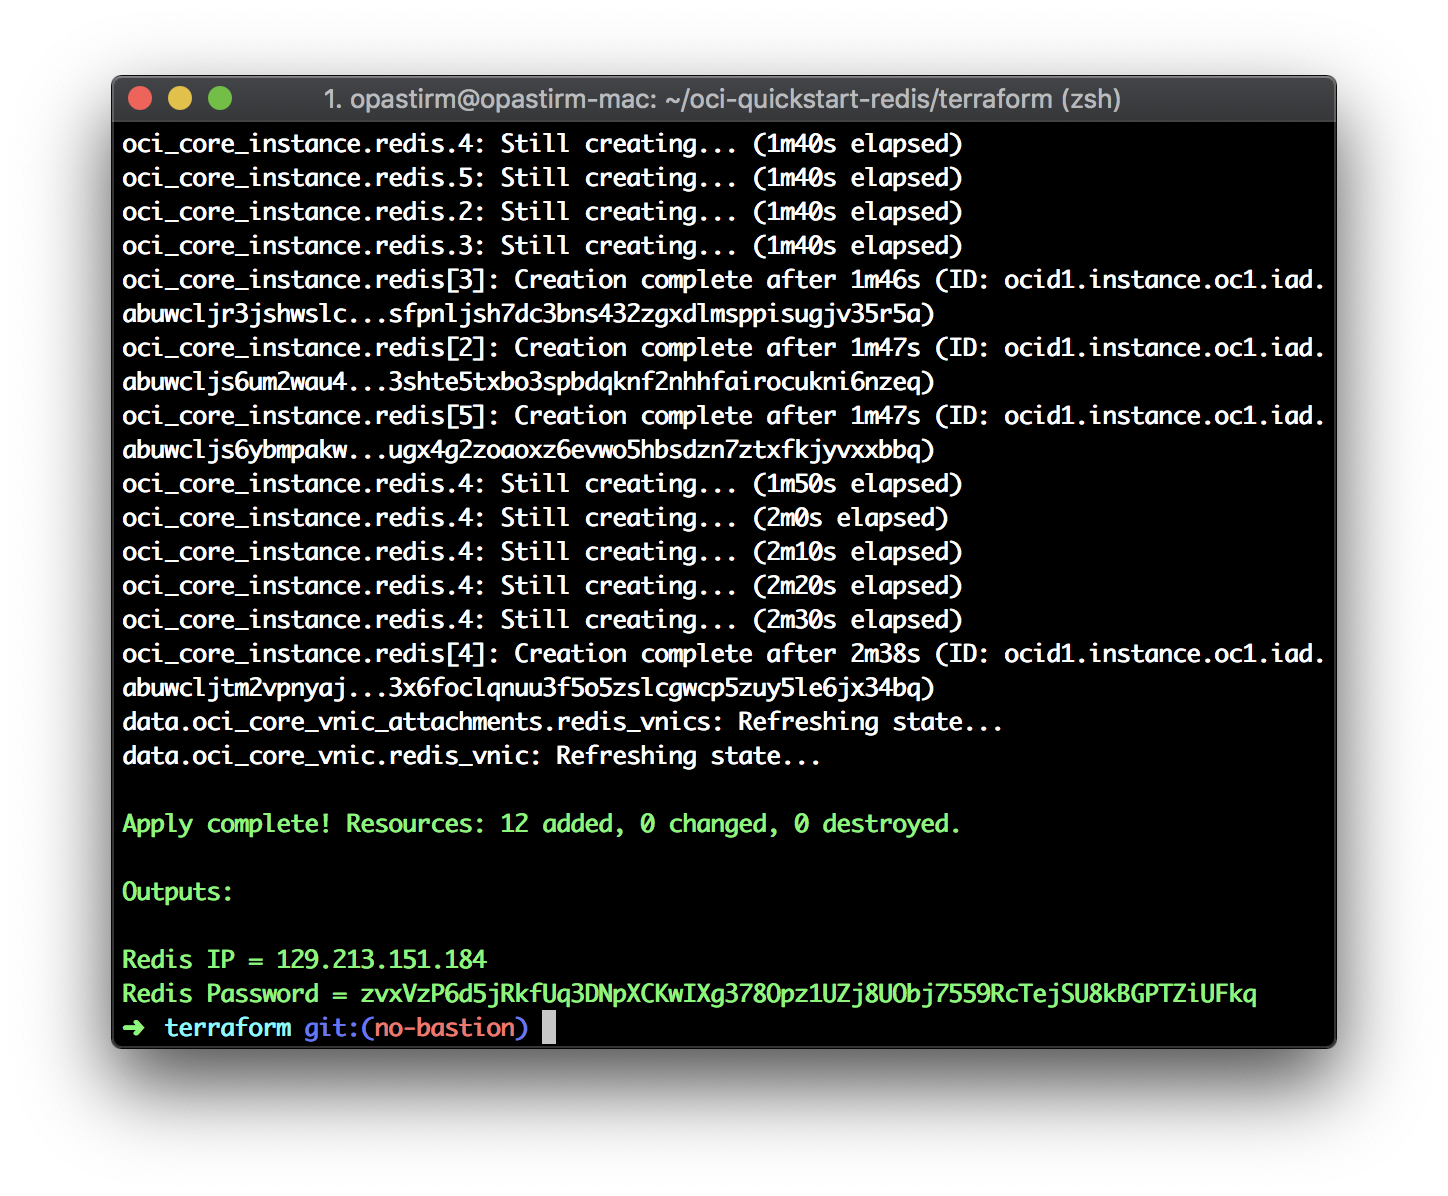 1. opastirm@opastirm-mac: ~/oci-quickstart-redis/terraform (zsh)
oci_core_instance.redis.4: Still creating... (1m40s elapsed)
oci_core_instance.redis.5: Still creating... (1m40s elapsed)
oci_core_instance.redis.2: Still creating... (1m40s elapsed)
oci_core_instance.redis.3: Still creating... (1m40s elapsed)
oci_core_instance.redis[3]: Creation complete after 1m46s (ID: ocid1.instance.oc1.iad.
abuwcljr3jshwslc...sfpnljsh7dc3bns432zgxdlmsppisugjv35r5a)
oci_core_instance.redis[2]: Creation complete after 1m47s (ID: ocid1.instance.oc1.iad.
abuwcljs6um2wau4...3shte5txbo3spbdqknf2nhhfairocukni6nzeq)
oci_core_instance.redis[5]: Creation complete after 1m47s (ID: ocid1.instance.oc1.iad.
abuwcljs6ybmpakw...ugx4g2zoaoxz6evwo5hbsdzn7ztxfkjyvxxbbq)
oci_core_instance.redis.4: Still creating... (1m50s elapsed)
oci_core_instance.redis.4: Still creating... (2m0s elapsed)
oci_core_instance.redis.4: Still creating... (2m10s elapsed)
oci_core_instance.redis.4: Still creating... (2m20s elapsed)
oci_core_instance.redis.4: Still creating... (2m30s elapsed)
oci_core_instance.redis[4]: Creation complete after 2m38s (ID: ocid1.instance.oc1.iad.
abuwcljtm2vpnyaj...3x6foclqnuu3f5o5zslcgwcp5zuy5le6jx34bq)
data.oci_core_vnic_attachments.redis_vnics: Refreshing state...
data.oci_core_vnic.redis_vnic: Refreshing state...
Apply complete! Resources: 12 added, 0 changed, 0 destroyed.
Outputs:
Redis IP = 129.213.151.184
Redis Password = zvxVzP6d5jRkfUq3DNpXCKwIXg378Opz1UZj8UObj7559RcTejSU8kBGPTZiUFkq
➜ terraform git:(no-bastion)